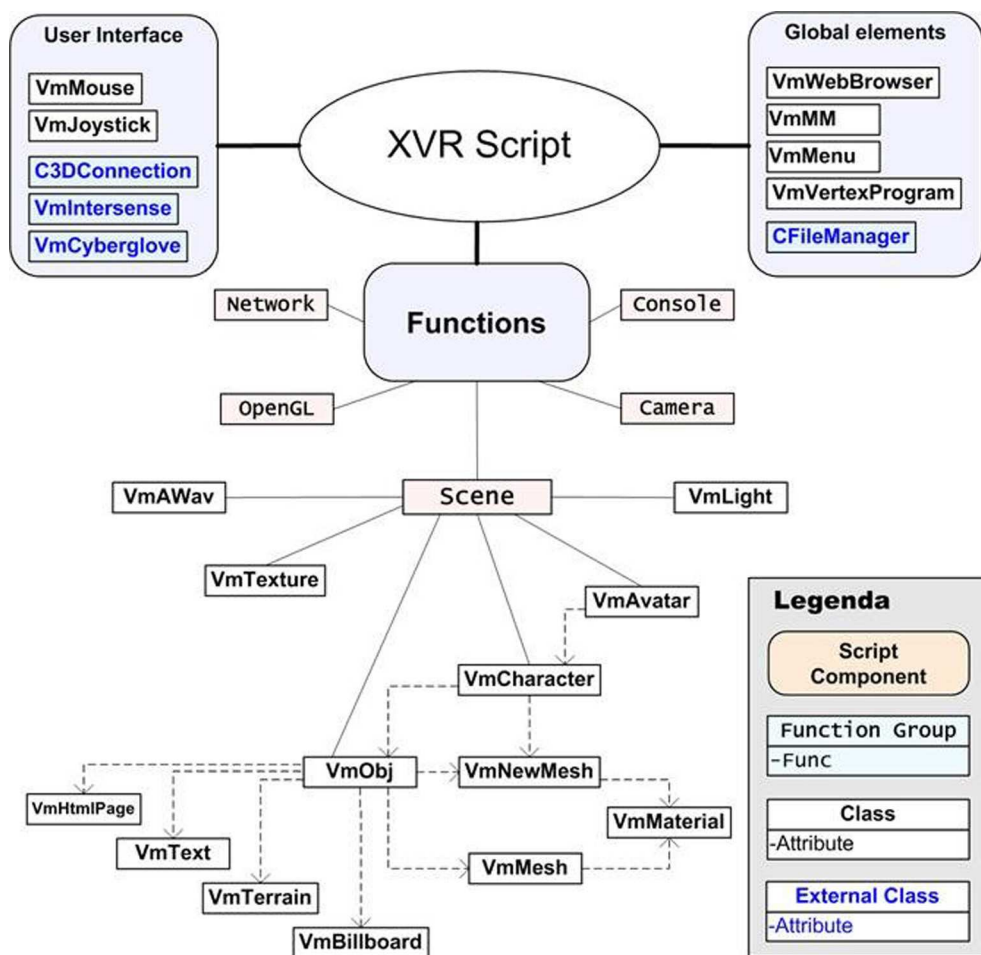 User Interface
VmMouse
VmJoystick
C3DConnection
VmIntersense
VmCyberglove
XVR Script
Global elements
VmWebBrowser
VmMM
VmMenu
VmVertexProgram
CFileManager
Network
Functions
Console
OpenGL
Camera
VmAWav
Scene
VmLight
VmTexture
VmAvatar
VmCharacter
VmObj
VmNewMesh
VmHtmlPage
VmText
VmTerrain
VmBillboard
VmMesh
VmMaterial
Legenda
Script
Component
Function Group
-Func
Class
-Attribute
External Class
-Attribute